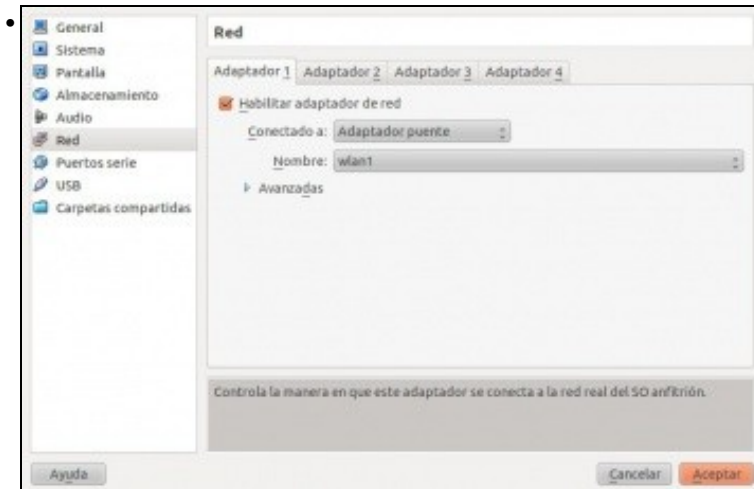 General
Sistema
Pantalla
Almacenamiento
Audio
Red
Puertos serie
USB
Carpetas compartidas
Red
Adaptador 1 Adaptador 2 Adaptador 3 Adaptador 4
Habilitar adaptador de red
Conectado a: Adaptador puente
Nombre: wlan1
Avanzadas
Controla la manera en que este adaptador se conecta a la red real del SO anfitrión.
Ayuda Cancelar Aceptar